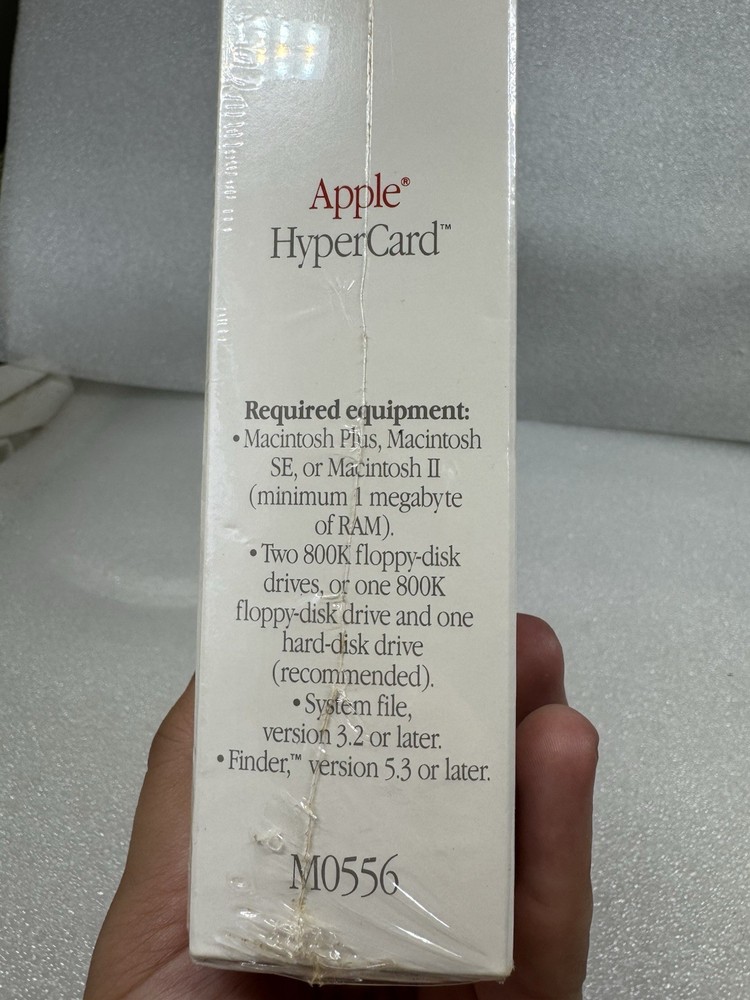 Apple®
HyperCard™
Required equipment:
• Macintosh Plus, Macintosh
SE, or Macintosh II
(minimum 1 megabyte
of RAM).
• Two 800K floppy-disk
drives, or one 800K
floppy-disk drive and one
hard-disk drive
(recommended).
• System file,
version 3.2 or later.
• Finder,™ version 5.3 or later.
M0556